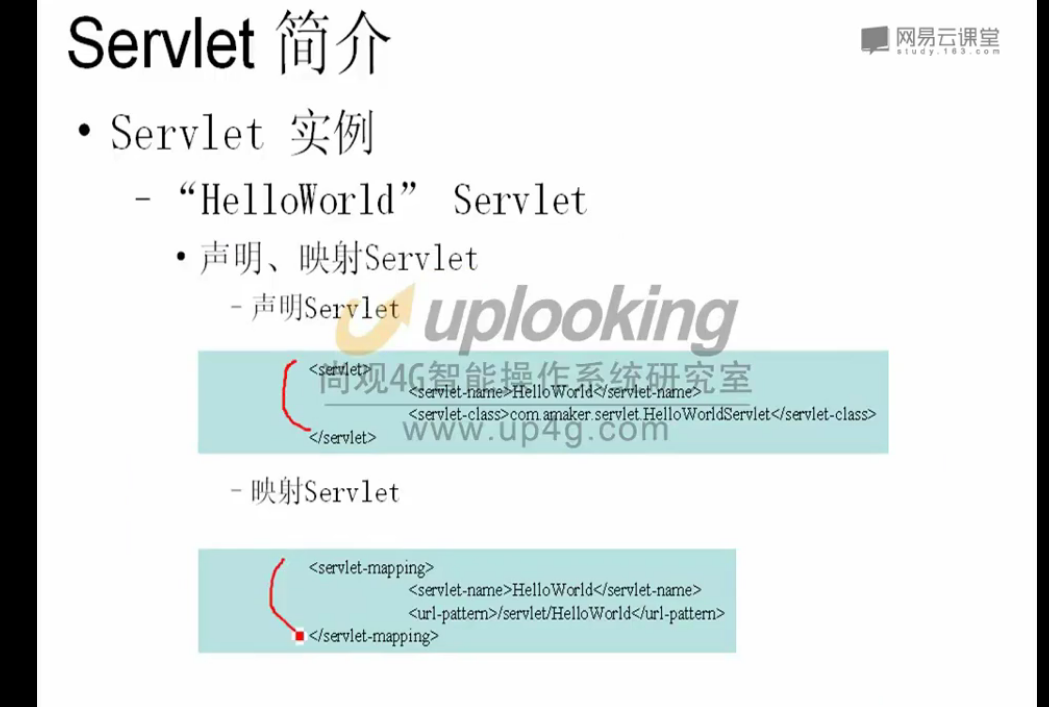 Servlet 简介
网易云课堂
study.163.com
• Servlet 实例
– “HelloWorld” Servlet
• 声明、映射Servlet
– 声明Servlet
uplooking
尚观4G智能操作系统研究室
www.up4g.com
<servlet>
<servlet-name>HelloWorld</servlet-name>
<servlet-class>com.amaker.servlet.HelloWorldServlet</servlet-class>
</servlet>
– 映射Servlet
<servlet-mapping>
<servlet-name>HelloWorld</servlet-name>
<url-pattern>/servlet/HelloWorld</url-pattern>
</servlet-mapping>